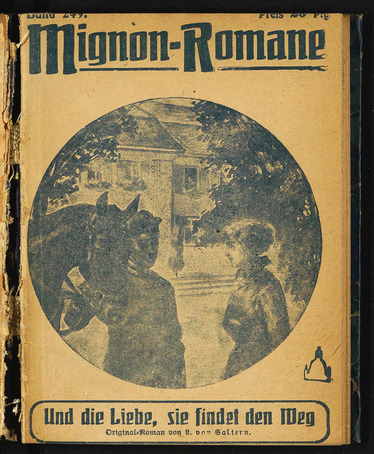 Band 249. Preis 20 Pfg.
Mignon-Romane
Und die Liebe, sie findet den Weg
Original-Roman von L. von Saltern.